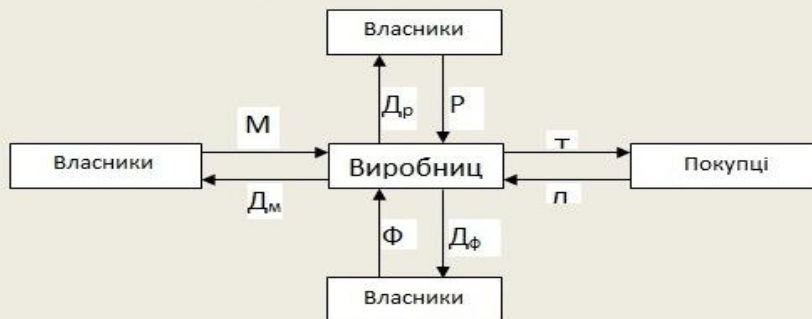 Власники
Др
Р
М
Т
Власники
Виробниц
Покупці
Дм
Ф
Дф
Власники